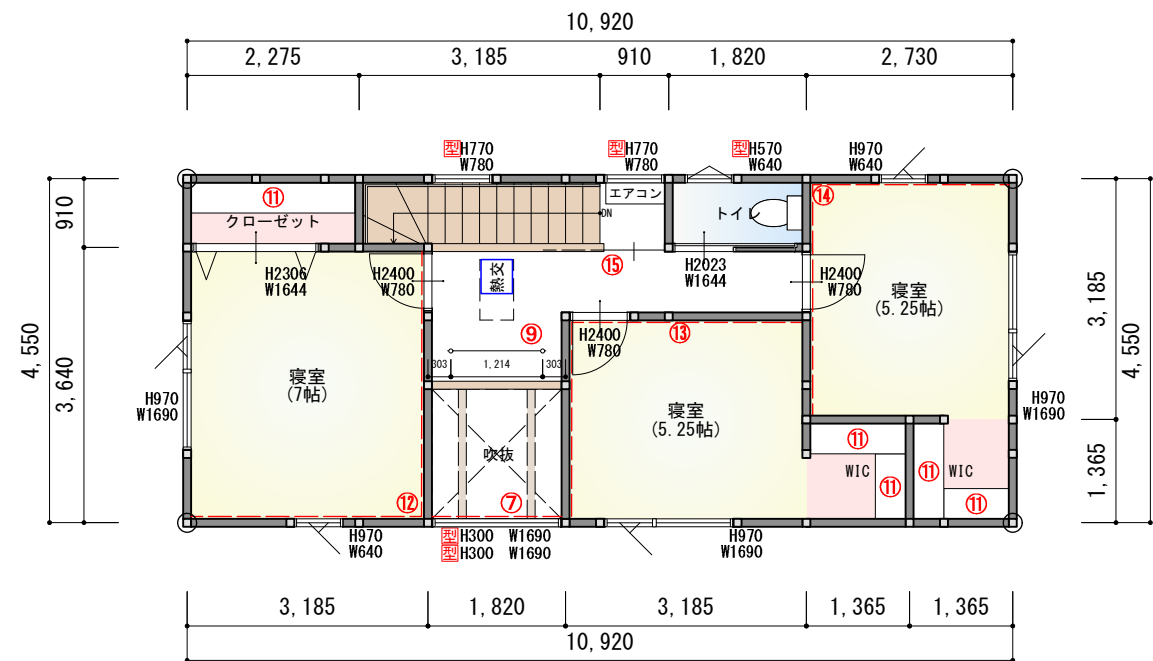 10,920
2,275
3,185
910
1,820
2,730
型H770
W780
型H770
W780
型H570
W640
H970
W640
4,550
910
3,640
⑪
クローゼット
エアコン
トイレ
DN
⑭
⑮
H2306
W1644
H2400
W780
熱交
H2023
W1644
H2400
W780
寝室
(5.25帖)
3,185
4,550
1,365
⑨
H2400
W780
⑬
303
1,214
303
寝室
(7帖)
寝室
(5.25帖)
H970
W1690
H970
W1690
吹抜
⑪
WIC
⑪
⑪
WIC
⑪
⑫
⑦
H970
W640
型H300 W1690
型H300 W1690
H970
W1690
3,185
1,820
3,185
1,365
1,365
10,920